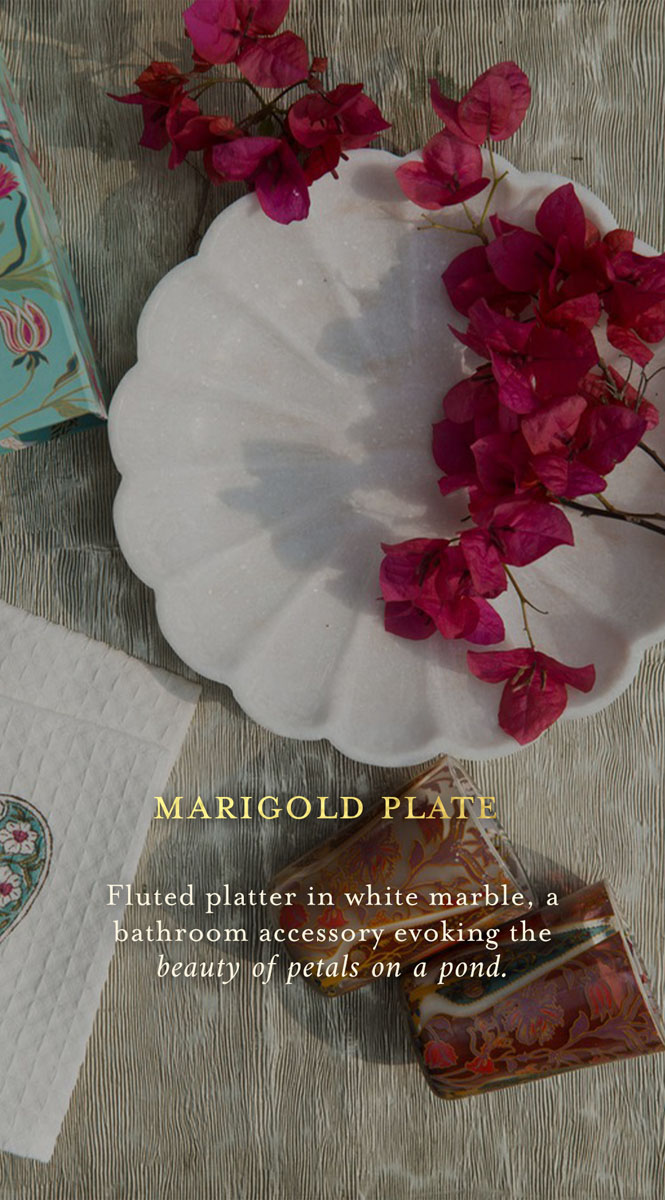 MARIGOLD PLATE
Fluted platter in white marble, a
bathroom accessory evoking the
beauty of petals on a pond.